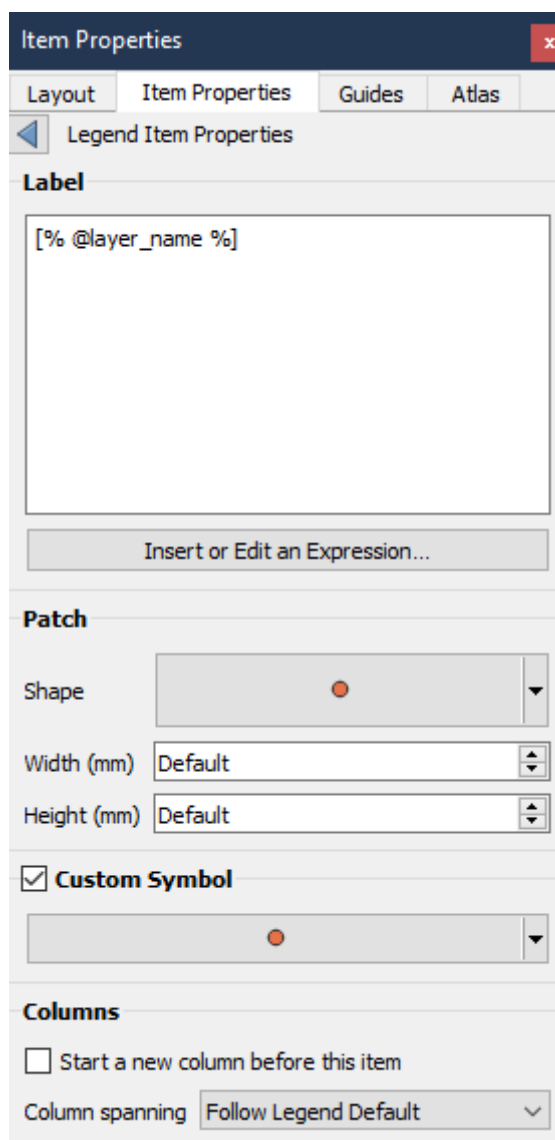 Item Properties
x
Layout Item Properties Guides Atlas
Legend Item Properties
Label
[% @layer_name %]
Insert or Edit an Expression...
Patch
Shape
Width (mm) Default
Height (mm) Default
Custom Symbol
Columns
Start a new column before this item
Column spanning Follow Legend Default